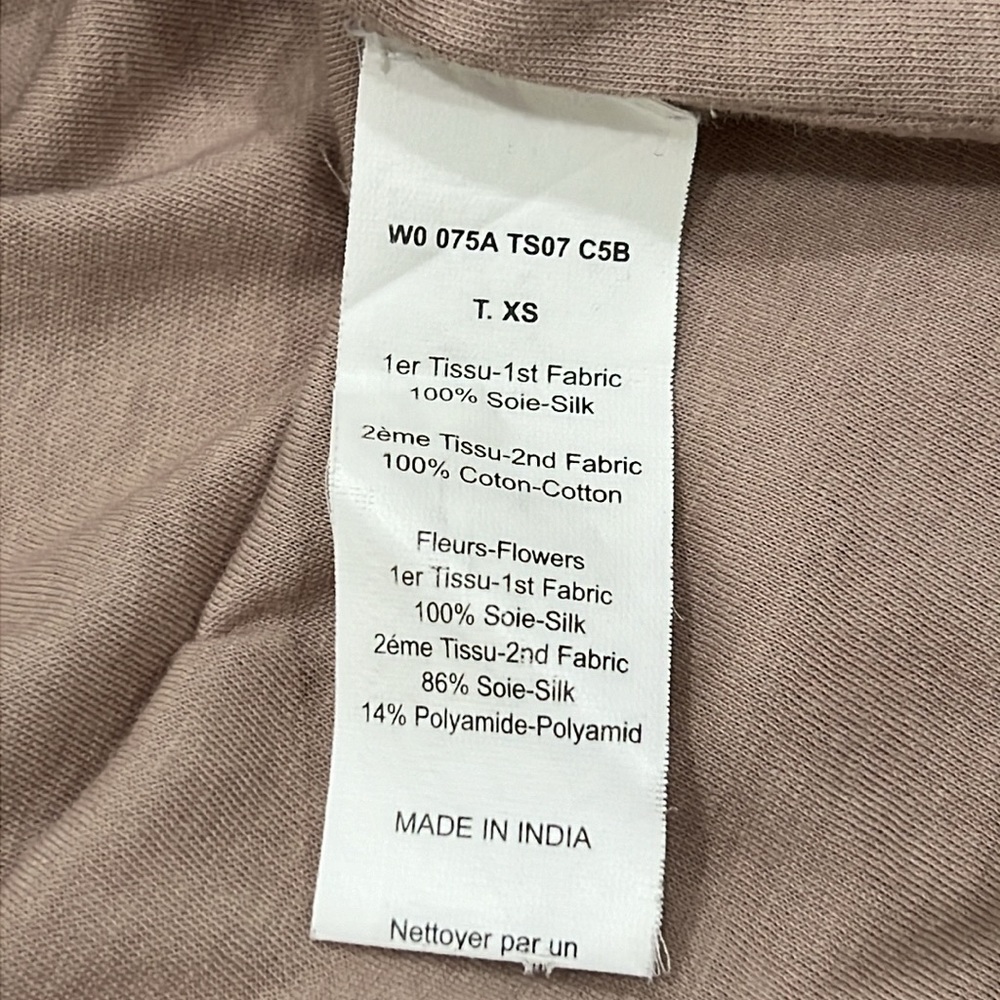 W0 075A TS07 C5B
T. XS
1er Tissu-1st Fabric
100% Soie-Silk
2ème Tissu-2nd Fabric
100% Coton-Cotton
Fleurs-Flowers
1er Tissu-1st Fabric
100% Soie-Silk
2éme Tissu-2nd Fabric
86% Soie-Silk
14% Polyamide-Polyamid
MADE IN INDIA
Nettoyer par un